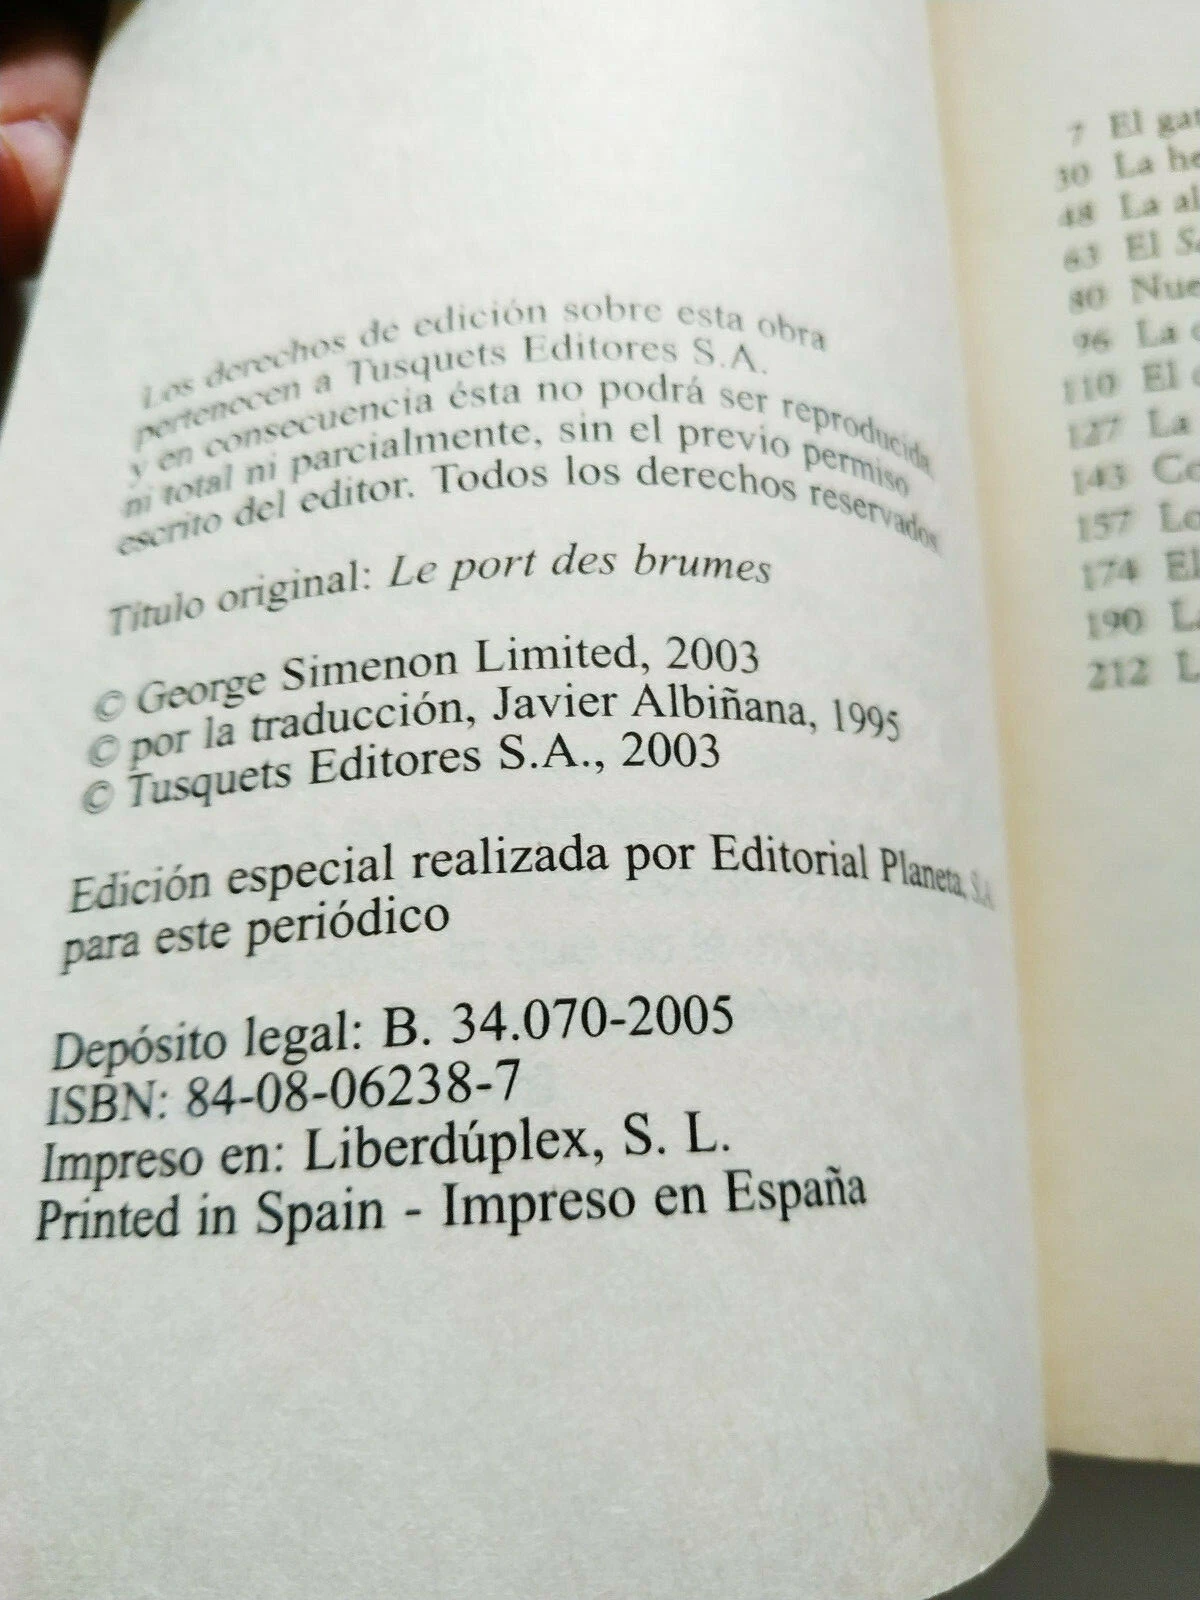 Los derechos de edición sobre esta obra
pertenecen a Tusquets Editores S.A.
y en consecuencia ésta no podrá ser reproducida,
ni total ni parcialmente, sin el previo permiso
escrito del editor. Todos los derechos reservados
Título original: Le port des brumes
© George Simenon Limited, 2003
© por la traducción, Javier Albiñana, 1995
© Tusquets Editores S.A., 2003
Edición especial realizada por Editorial Planeta, S.A.
para este periódico
Depósito legal: B. 34.070-2005
ISBN: 84-08-06238-7
Impreso en: Liberdúplex, S. L.
Printed in Spain - Impreso en España
7 El
30 La
48 La
63 El
80
96 La
110 El
127 La
143
157
174 El
190
212